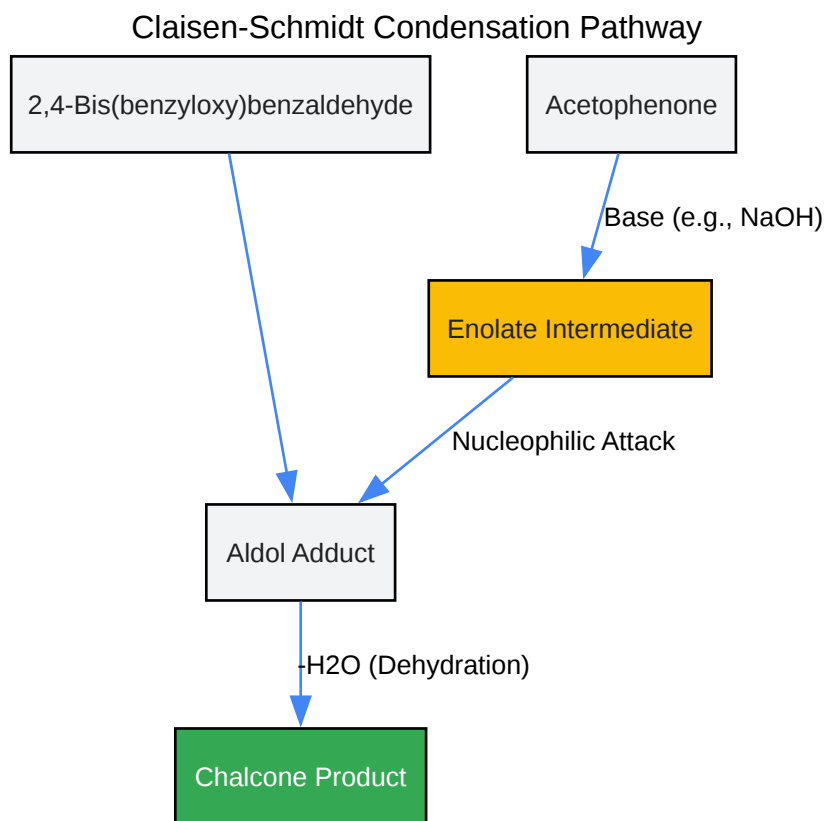 Claisen-Schmidt Condensation Pathway
2,4-Bis(benzyloxy)benzaldehyde
Acetophenone
Base (e.g., NaOH)
Enolate Intermediate
Nucleophilic Attack
Aldol Adduct
-H2O (Dehydration)
Chalcone Product